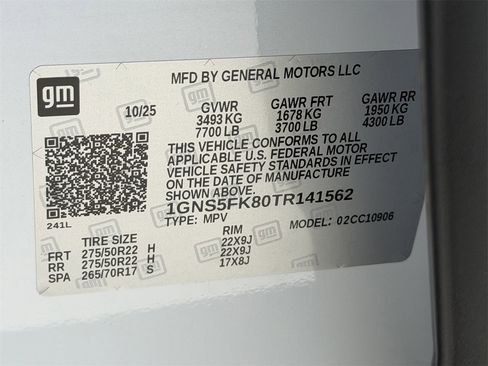 gm
MFD BY GENERAL MOTORS LLC
10/25 GVWR GAWR FRT GAWR RR
3493 KG 1678 KG 1950 KG
7700 LB 3700 LB 4300 LB
THIS VEHICLE CONFORMS TO ALL
APPLICABLE U.S. FEDERAL MOTOR
VEHICLE SAFETY STANDARDS IN EFFECT
ON THE DATE OF MANUFACTURE
SHOWN ABOVE.
1GNS5FK80TR141562
241L TYPE: MPV MODEL: 02CC10906
TIRE SIZE RIM
FRT 275/50R22 H 22X9J
RR 275/50R22 H 22X9J
SPA 265/70R17 S 17X8J